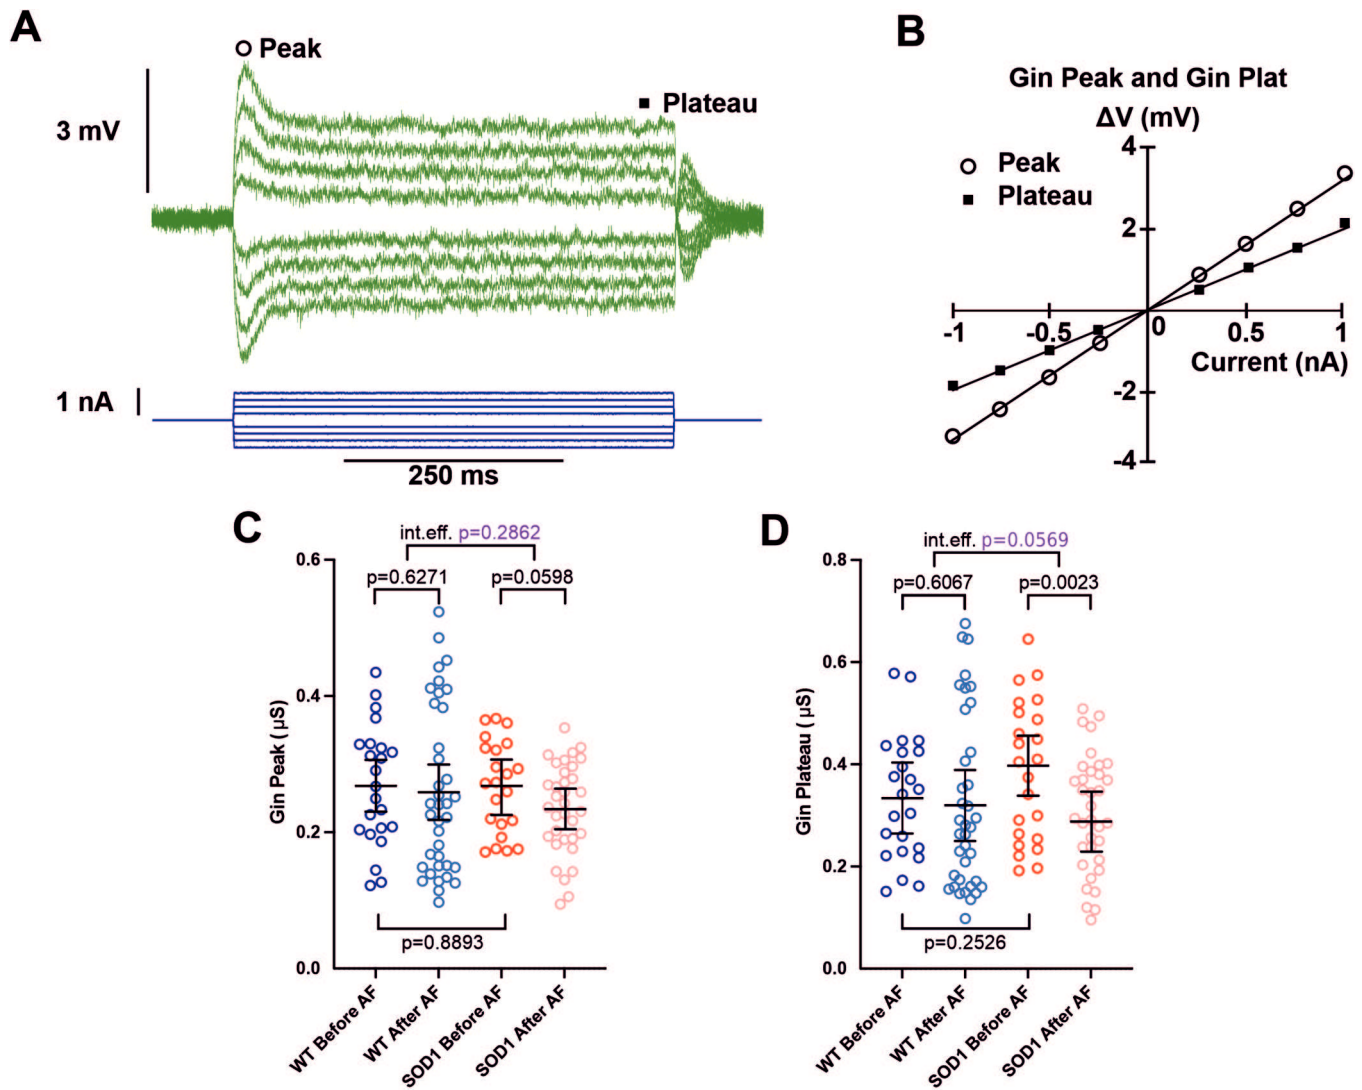 A
Peak
Plateau
3 mV
1 nA
250 ms
B
Gin Peak and Gin Plat
ΔV (mV)
Peak
Plateau
4
2
-1
-0.5
0
0.5
1
Current (nA)
-2
-4
C
int.eff. p=0.2862
p=0.6271
p=0.0598
0.6
0.4
0.2
0.0
Gin Peak ( µS)
p=0.8893
WT Before AF
WT After AF
SOD1 Before AF
SOD1 After AF
D
int.eff. p=0.0569
p=0.6067
p=0.0023
0.8
0.6
0.4
0.2
0.0
Gin Plateau ( µS)
p=0.2526
WT Before AF
WT After AF
SOD1 Before AF
SOD1 After AF